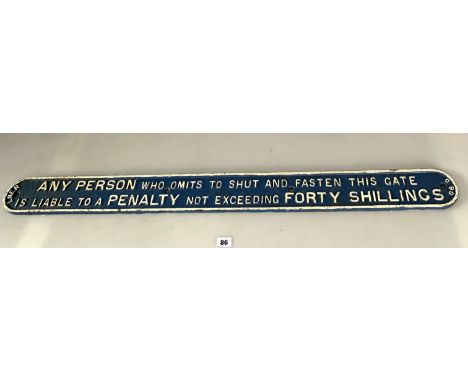 ANY PERSON WHO OMITS TO SHUT AND FASTEN THIS GATE
IS LIABLE TO A PENALTY NOT EXCEEDING FORTY SHILLINGS
86